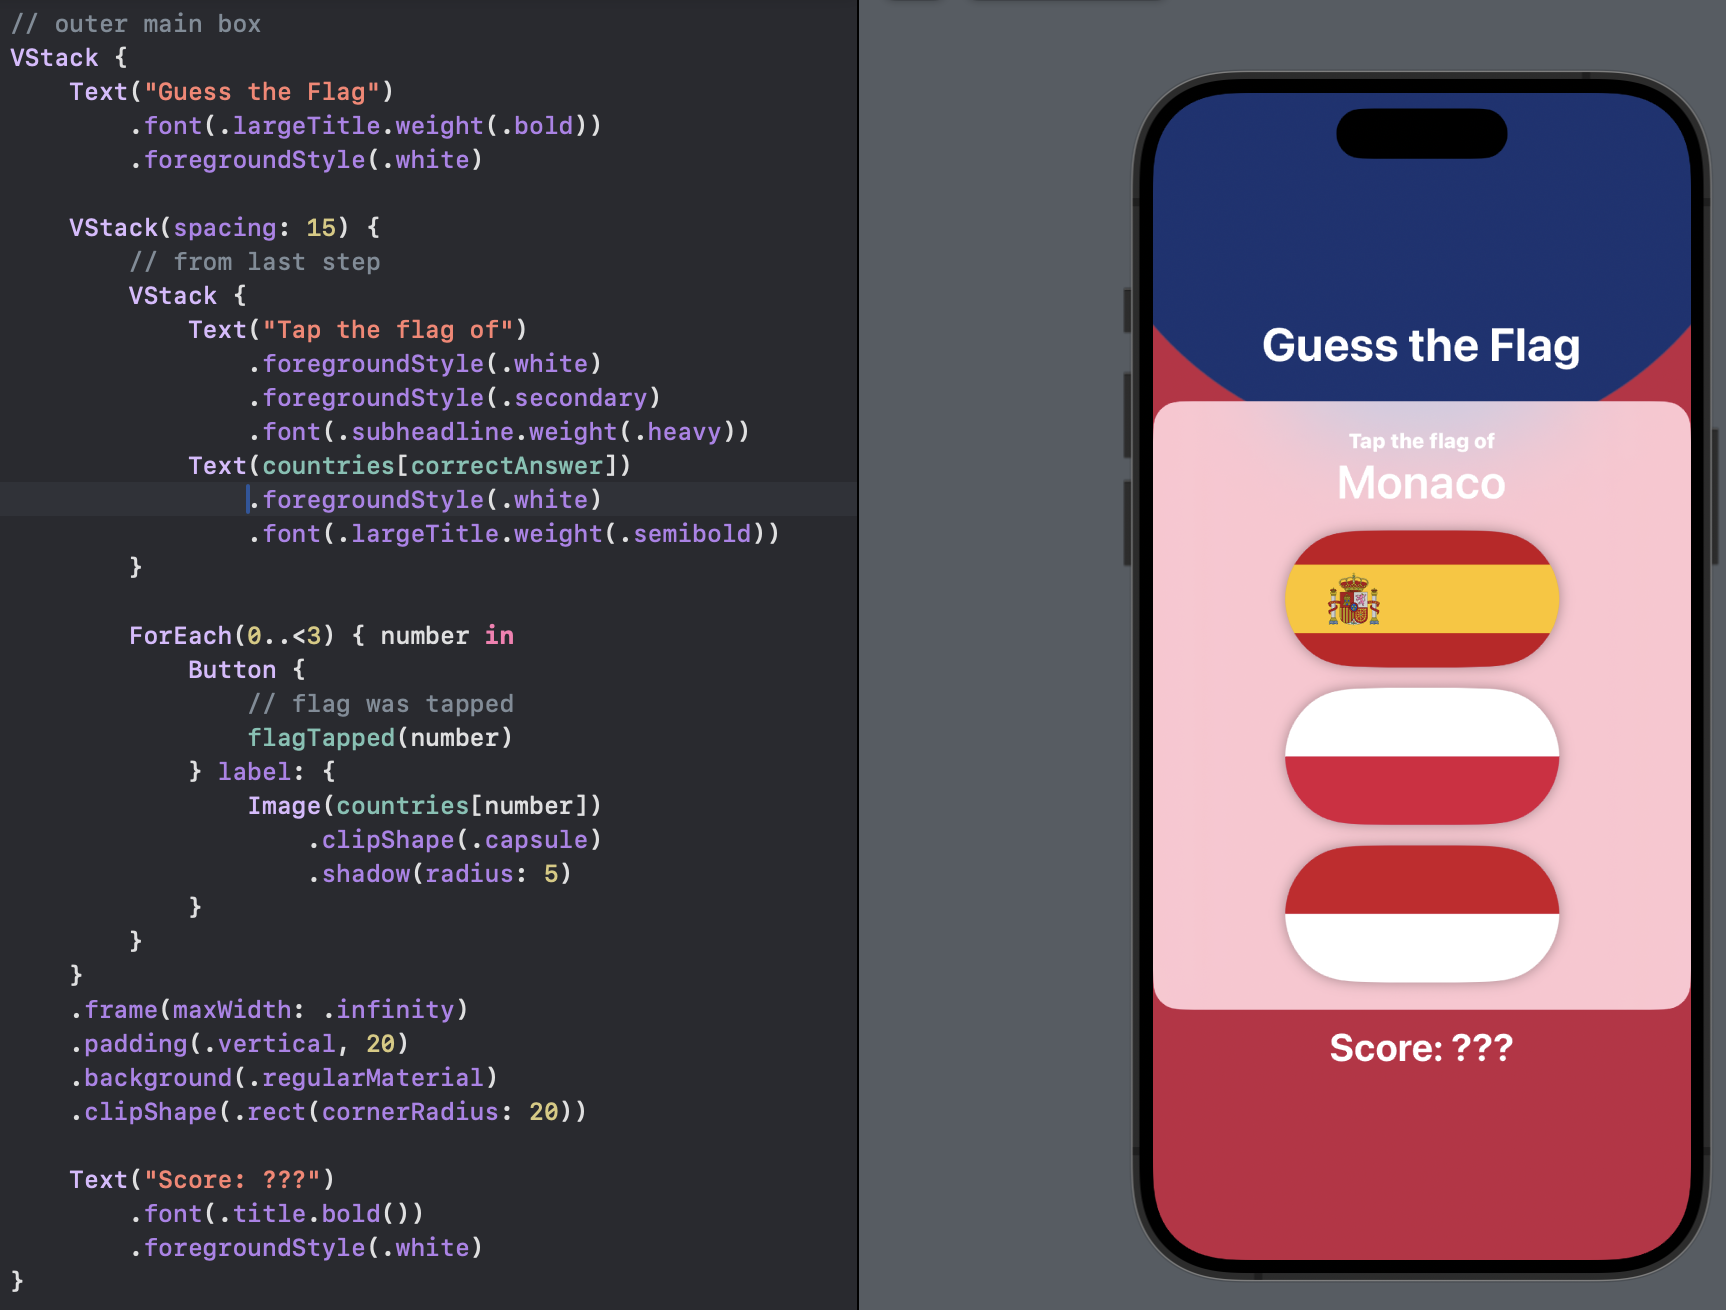 // outer main box
VStack {
    Text("Guess the Flag")
        .font(.largeTitle.weight(.bold))
        .foregroundStyle(.white)

    VStack(spacing: 15) {
        // from last step
        VStack {
            Text("Tap the flag of")
                .foregroundStyle(.white)
                .foregroundStyle(.secondary)
                .font(.subheadline.weight(.heavy))
            Text(countries[correctAnswer])
                .foregroundStyle(.white)
                .font(.largeTitle.weight(.semibold))
        }

        ForEach(0..<3) { number in
            Button {
                // flag was tapped
                flagTapped(number)
            } label: {
                Image(countries[number])
                    .clipShape(.capsule)
                    .shadow(radius: 5)
            }
        }
    }
    .frame(maxWidth: .infinity)
    .padding(.vertical, 20)
    .background(.regularMaterial)
    .clipShape(.rect(cornerRadius: 20))

    Text("Score: ???")
        .font(.title.bold())
        .foregroundStyle(.white)
}
Guess the Flag
Tap the flag of
Monaco
Score: ???